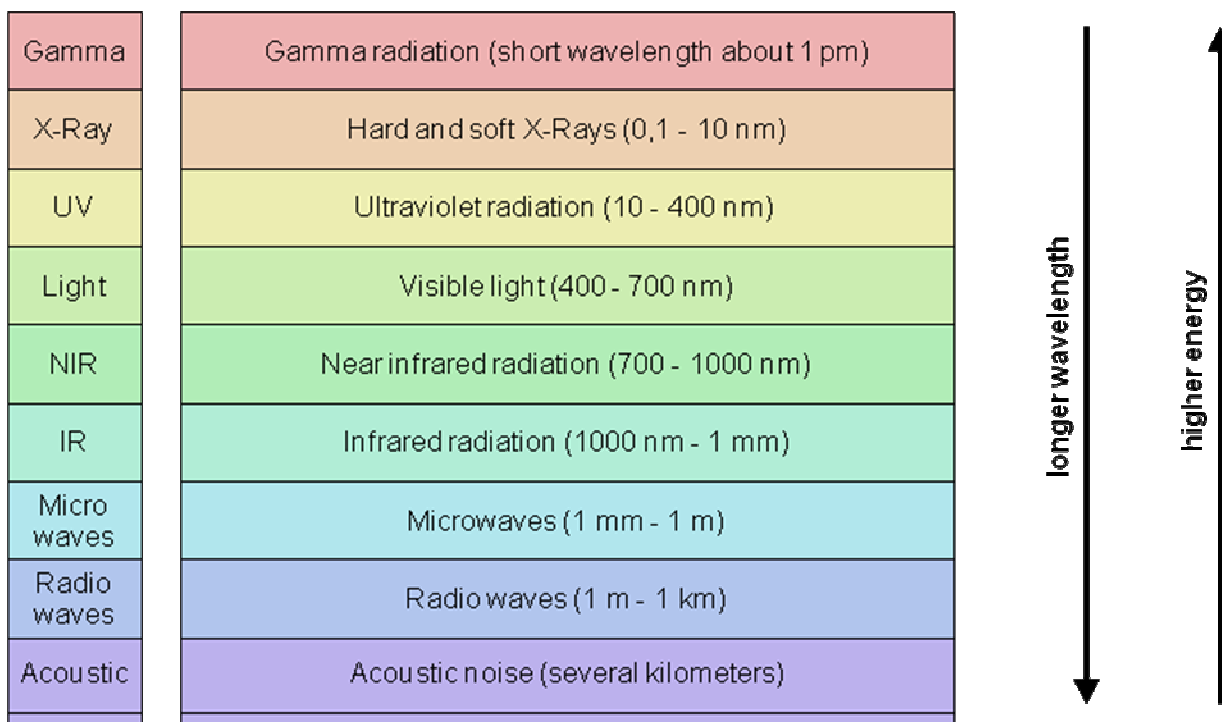 Gamma
Gamma radiation (short wavelength about 1 pm)
X-Ray
Hard and soft X-Rays (0,1 - 10 nm)
UV
Ultraviolet radiation (10 - 400 nm)
Light
Visible light (400 - 700 nm)
NIR
Near infrared radiation (700 - 1000 nm)
IR
Infrared radiation (1000 nm - 1 mm)
Micro
waves
Microwaves (1 mm - 1 m)
Radio
waves
Radio waves (1 m - 1 km)
Acoustic
Acoustic noise (several kilometers)
longer wavelength
higher energy